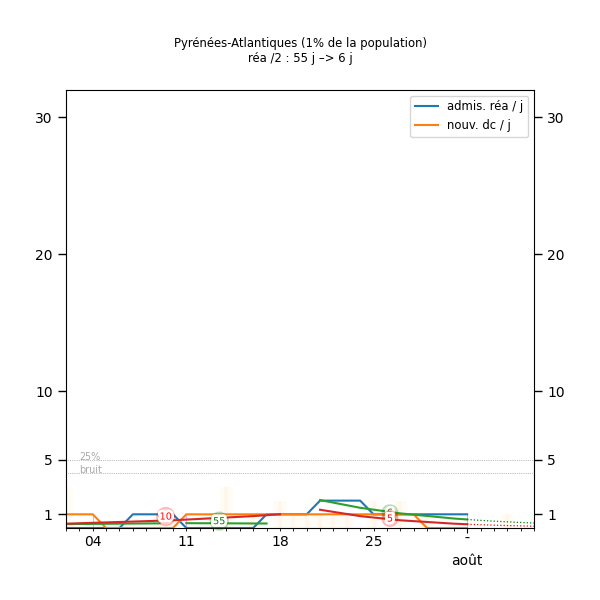 Pyrénées-Atlantiques (1% de la population)
réa /2 : 55 j –> 6 j
admis. réa / j
nouv. dc / j
30 30
20 20
10 10
5 5
25%
bruit
1 1
10 55 5
04 11 18 25 -
août